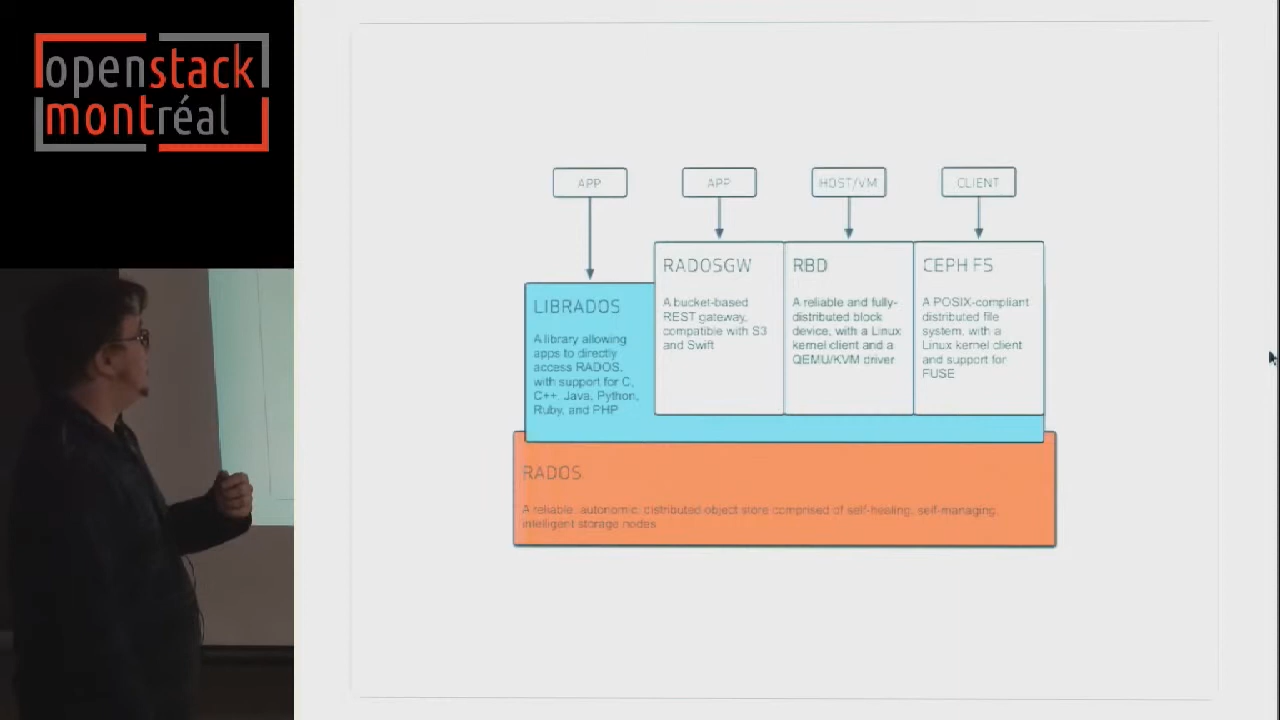 openstack
montréal
APP
APP
HOST/VM
CLIENT
LIBRADOS
A library allowing
apps to directly
access RADOS,
with support for C,
C++, Java, Python,
Ruby, and PHP
RADOSGW
A bucket-based
REST gateway,
compatible with S3
and Swift
RBD
A reliable and fully-
distributed block
device, with a Linux
kernel client and a
QEMU/KVM driver
CEPH FS
A POSIX-compliant
distributed file
system, with a
Linux kernel client
and support for
FUSE
RADOS
A reliable, autonomic, distributed object store comprised of self-healing, self-managing,
intelligent storage nodes